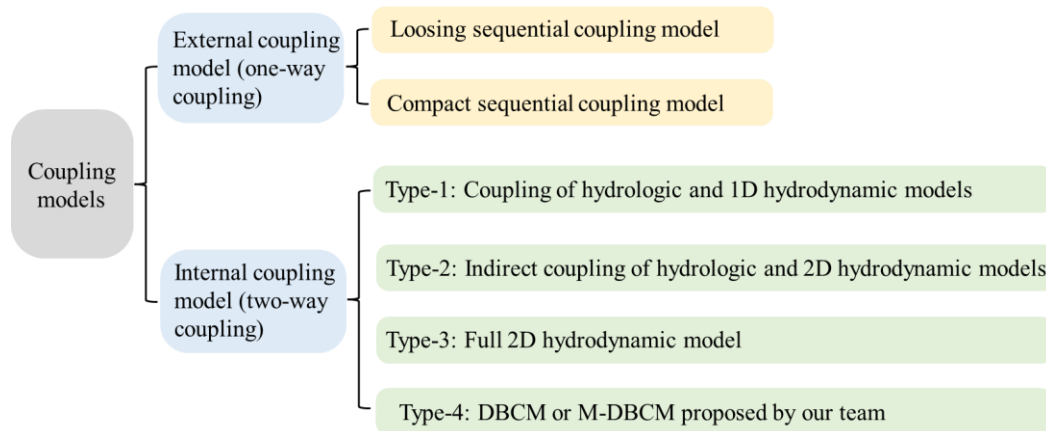 Coupling
models
External coupling
model (one-way
coupling)
Loosing sequential coupling model
Compact sequential coupling model
Internal coupling
model (two-way
coupling)
Type-1: Coupling of hydrologic and 1D hydrodynamic models
Type-2: Indirect coupling of hydrologic and 2D hydrodynamic models
Type-3: Full 2D hydrodynamic model
Type-4: DBCM or M-DBCM proposed by our team